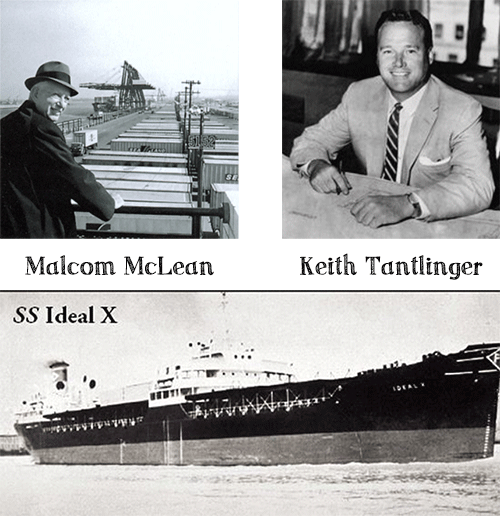 Malcom McLean
Keith Tantlinger
SS Ideal X
IDEAL X